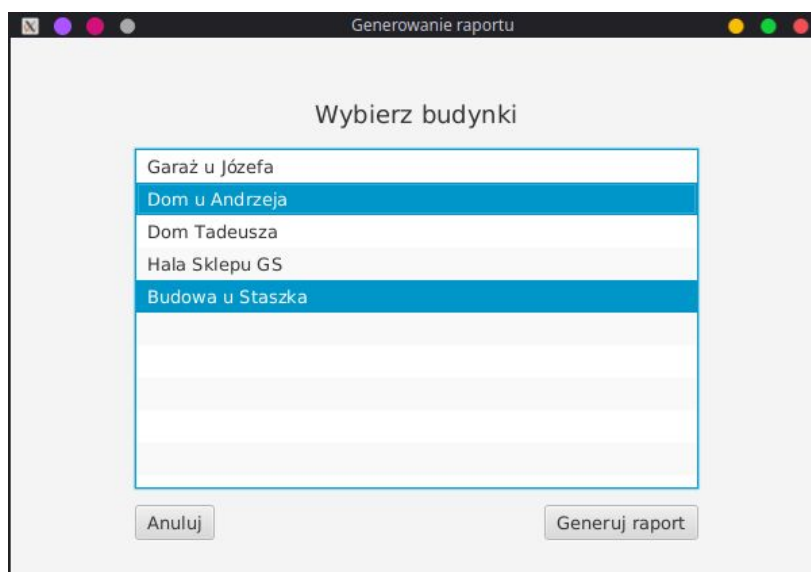 Generowanie raportu
Wybierz budynki
Garaż u Józefa
Dom u Andrzeja
Dom Tadeusza
Hala Sklepu GS
Budowa u Staszka
Anuluj
Generuj raport